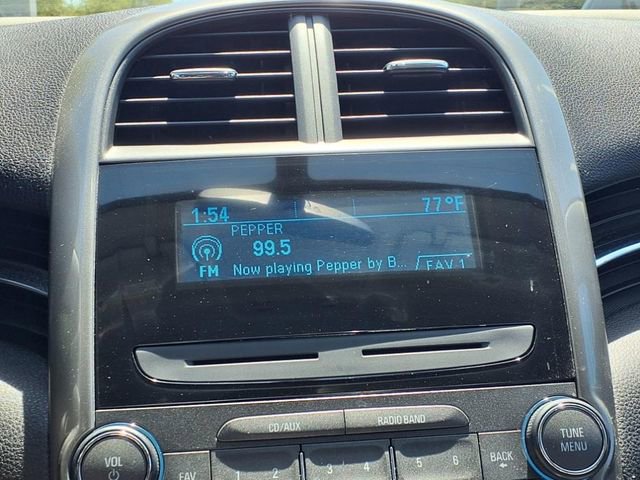 1:54 77°F
PEPPER
99.5
FM Now playing Pepper by B... FAV 1
CD/AUX RADIO BAND
VOL FAV 1 2 3 4 5 6 BACK TUNE
MENU